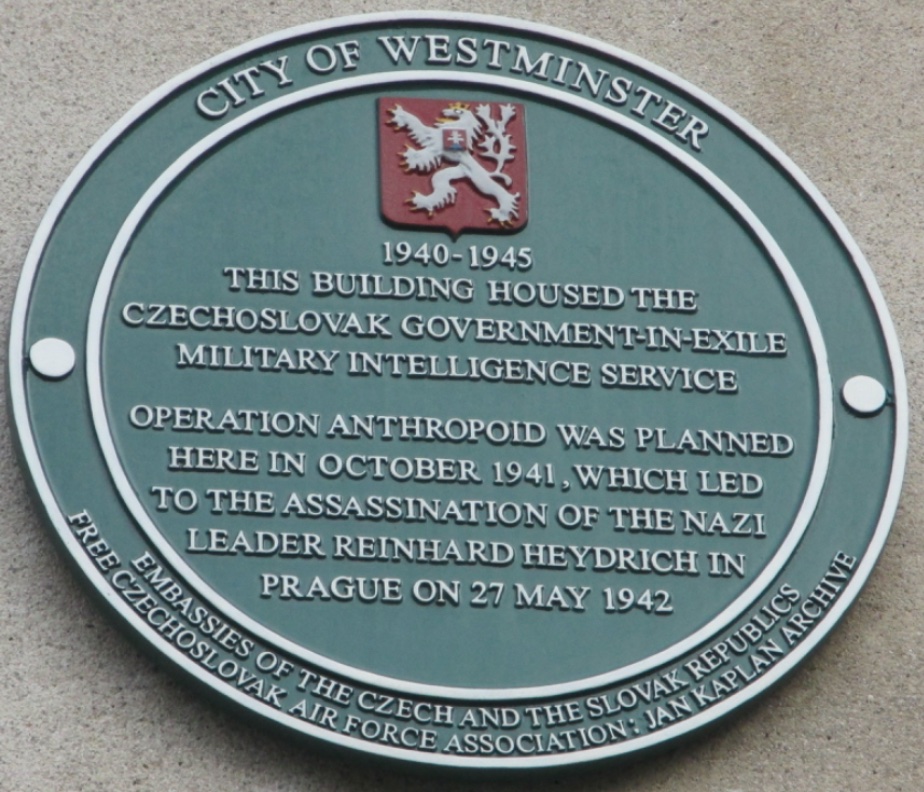 CITY OF WESTMINSTER
1940-1945
THIS BUILDING HOUSED THE
CZECHOSLOVAK GOVERNMENT-IN-EXILE
MILITARY INTELLIGENCE SERVICE
OPERATION ANTHROPOID WAS PLANNED
HERE IN OCTOBER 1941, WHICH LED
TO THE ASSASSINATION OF THE NAZI
LEADER REINHARD HEYDRICH IN
PRAGUE ON 27 MAY 1942
EMBASSIES OF THE CZECH AND THE SLOVAK REPUBLICS
FREE CZECHOSLOVAK AIR FORCE ASSOCIATION: JAN KAPLAN ARCHIVE